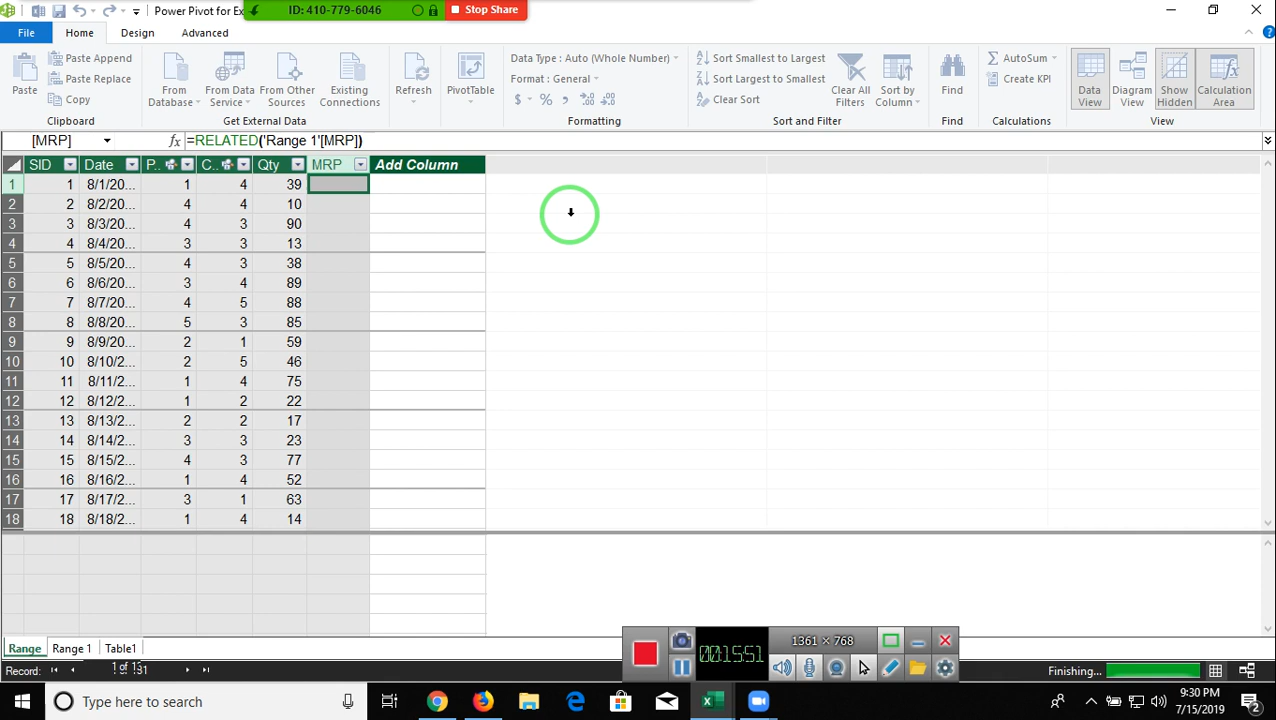 Power Pivot for Ex
ID: 410-779-6046
Stop Share
File
Home
Design
Advanced
Paste
Paste Append
Paste Replace
Copy
Clipboard
From Database
From Data Service
From Other Sources
Existing Connections
Get External Data
Refresh
PivotTable
Data Type : Auto (Whole Number)
Format : General
$ % ,
Formatting
Sort Smallest to Largest
Sort Largest to Smallest
Clear Sort
Clear All Filters
Sort by Column
Sort and Filter
Find
Find
AutoSum
Create KPI
Calculations
Data View
Diagram View
Show Hidden
Calculation Area
View
[MRP] fx =RELATED('Range 1'[MRP])
SID Date P.. C.. Qty MRP Add Column
1 1 8/1/20... 1 4 39
2 2 8/2/20... 4 4 10
3 3 8/3/20... 4 3 90
4 4 8/4/20... 3 3 13
5 5 8/5/20... 4 3 38
6 6 8/6/20... 3 4 89
7 7 8/7/20... 4 5 88
8 8 8/8/20... 5 3 85
9 9 8/9/20... 2 1 59
10 10 8/10/2... 2 5 46
11 11 8/11/2... 1 4 75
12 12 8/12/2... 1 2 22
13 13 8/13/2... 2 2 17
14 14 8/14/2... 3 3 23
15 15 8/15/2... 4 3 77
16 16 8/16/2... 1 4 52
17 17 8/17/2... 3 1 63
18 18 8/18/2... 1 4 14
Range Range 1 Table1
00:15:51
1361 × 768
Record:
Finishing...
Type here to search
9:30 PM
7/15/2019
2